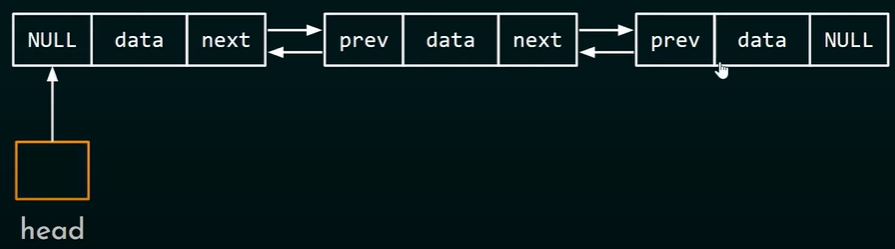 NULL data next prev data next prev data NULL
head